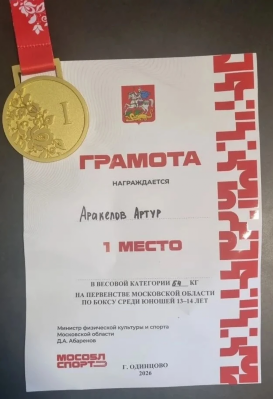 I
ГРАМОТА
НАГРАЖДАЕТСЯ
Аракелов Артур
1 МЕСТО
В ВЕСОВОЙ КАТЕГОРИИ 54 КГ
НА ПЕРВЕНСТВЕ МОСКОВСКОЙ ОБЛАСТИ
ПО БОКСУ СРЕДИ ЮНОШЕЙ 13-14 ЛЕТ
Министр физической культуры и спорта
Московской области
Д.А. Абаренов
МОСОБЛ
СПОРТ
Г. ОДИНЦОВО
2026